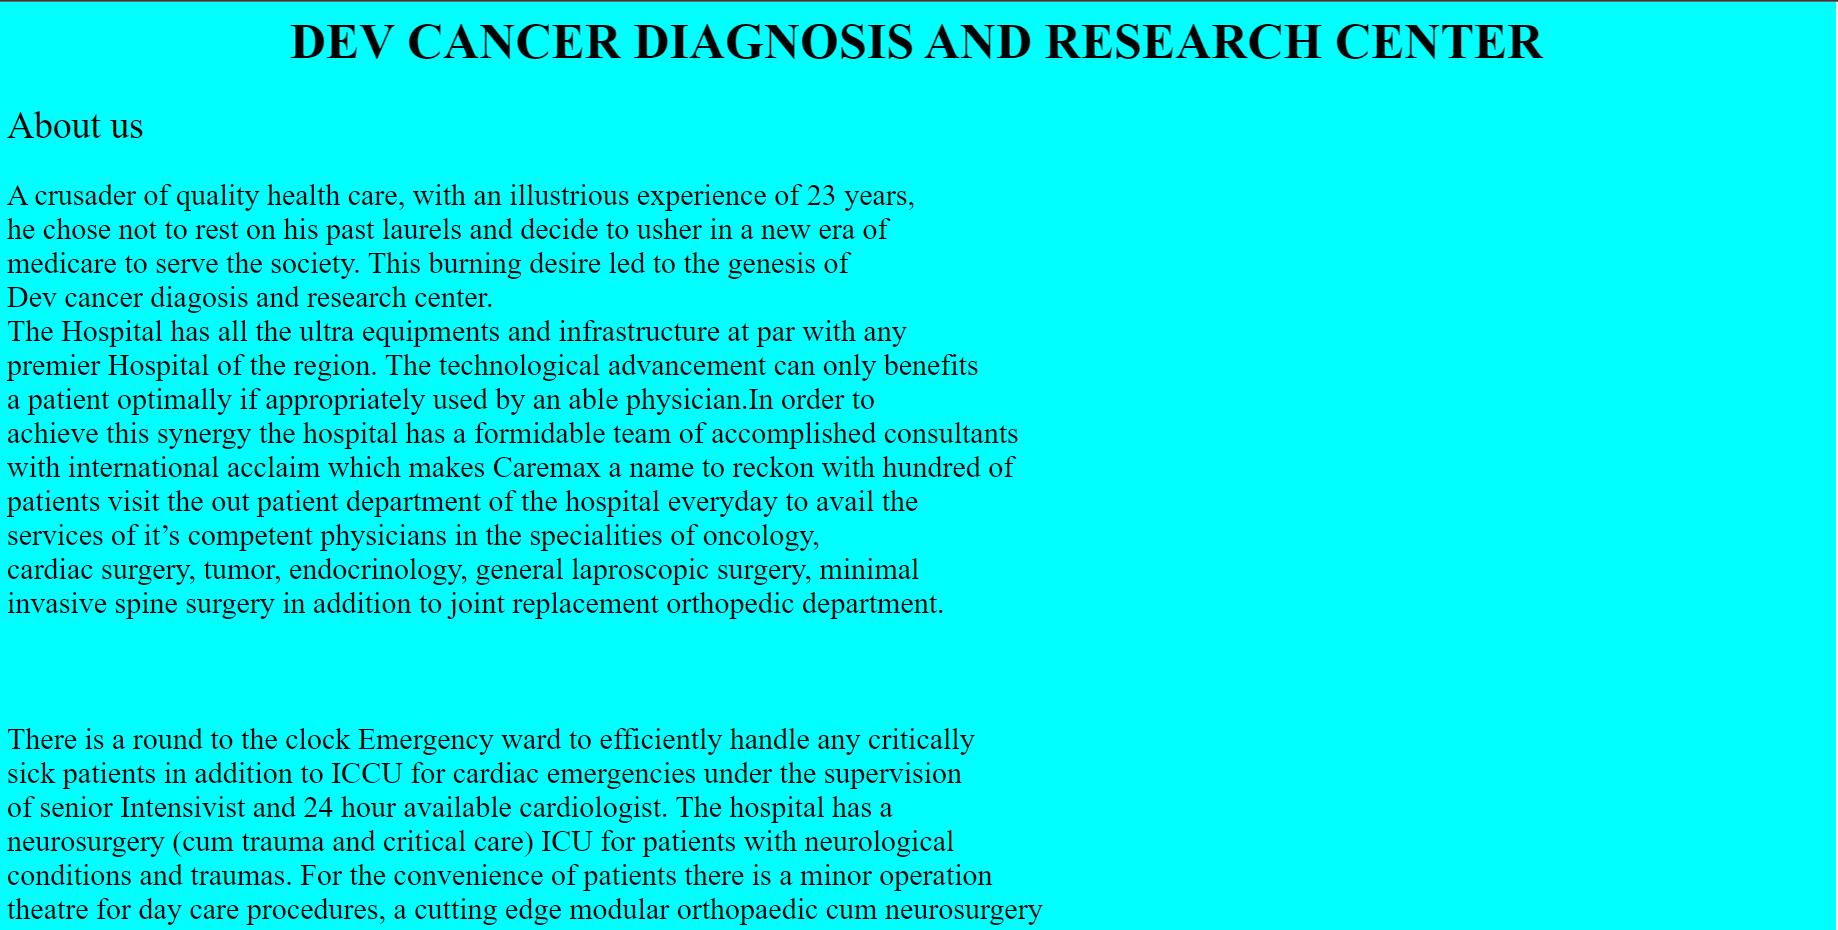 DEV CANCER DIAGNOSIS AND RESEARCH CENTER
About us
A crusader of quality health care, with an illustrious experience of 23 years,
he chose not to rest on his past laurels and decide to usher in a new era of
medicare to serve the society. This burning desire led to the genesis of
Dev cancer diagosis and research center.
The Hospital has all the ultra equipments and infrastructure at par with any
premier Hospital of the region. The technological advancement can only benefits
a patient optimally if appropriately used by an able physician.In order to
achieve this synergy the hospital has a formidable team of accomplished consultants
with international acclaim which makes Caremax a name to reckon with hundred of
patients visit the out patient department of the hospital everyday to avail the
services of it’s competent physicians in the specialities of oncology,
cardiac surgery, tumor, endocrinology, general laproscopic surgery, minimal
invasive spine surgery in addition to joint replacement orthopedic department.
There is a round to the clock Emergency ward to efficiently handle any critically
sick patients in addition to ICCU for cardiac emergencies under the supervision
of senior Intensivist and 24 hour available cardiologist. The hospital has a
neurosurgery (cum trauma and critical care) ICU for patients with neurological
conditions and traumas. For the convenience of patients there is a minor operation
theatre for day care procedures, a cutting edge modular orthopaedic cum neurosurgery